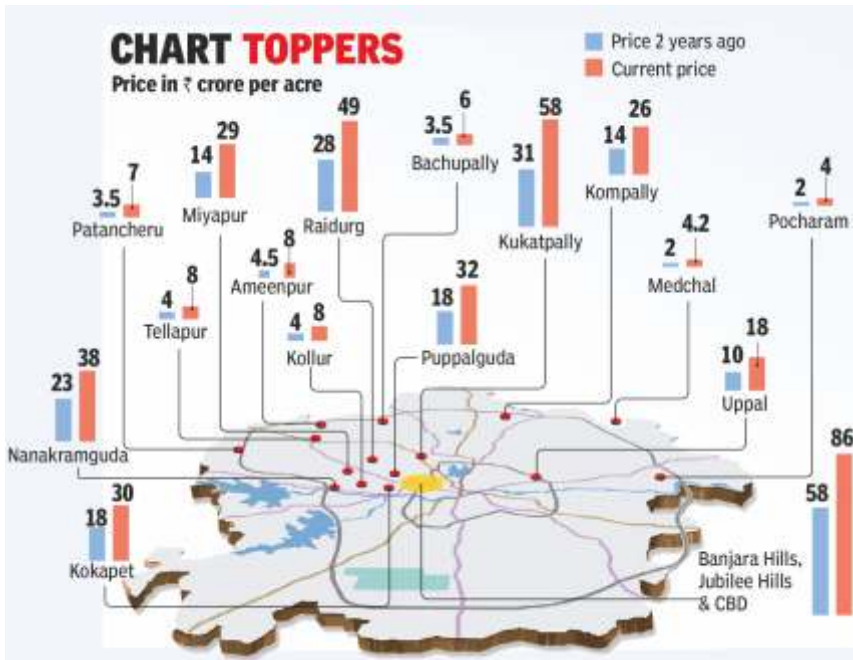 CHART TOPPERS
Price in ₹ crore per acre
Price 2 years ago
Current price
3.5 7
Patancheru
14 29
Miyapur
28 49
Raidurg
3.5 6
Bachupally
31 58
Kukatpally
14 26
Kompally
2 4
Pocharam
4 8
Tellapur
4.5 8
Ameenpur
4 8
Kollur
18 32
Puppalguda
2 4.2
Medchal
10 18
Uppal
23 38
Nanakramguda
18 30
Kokapet
58 86
Banjara Hills,
Jubilee Hills
& CBD